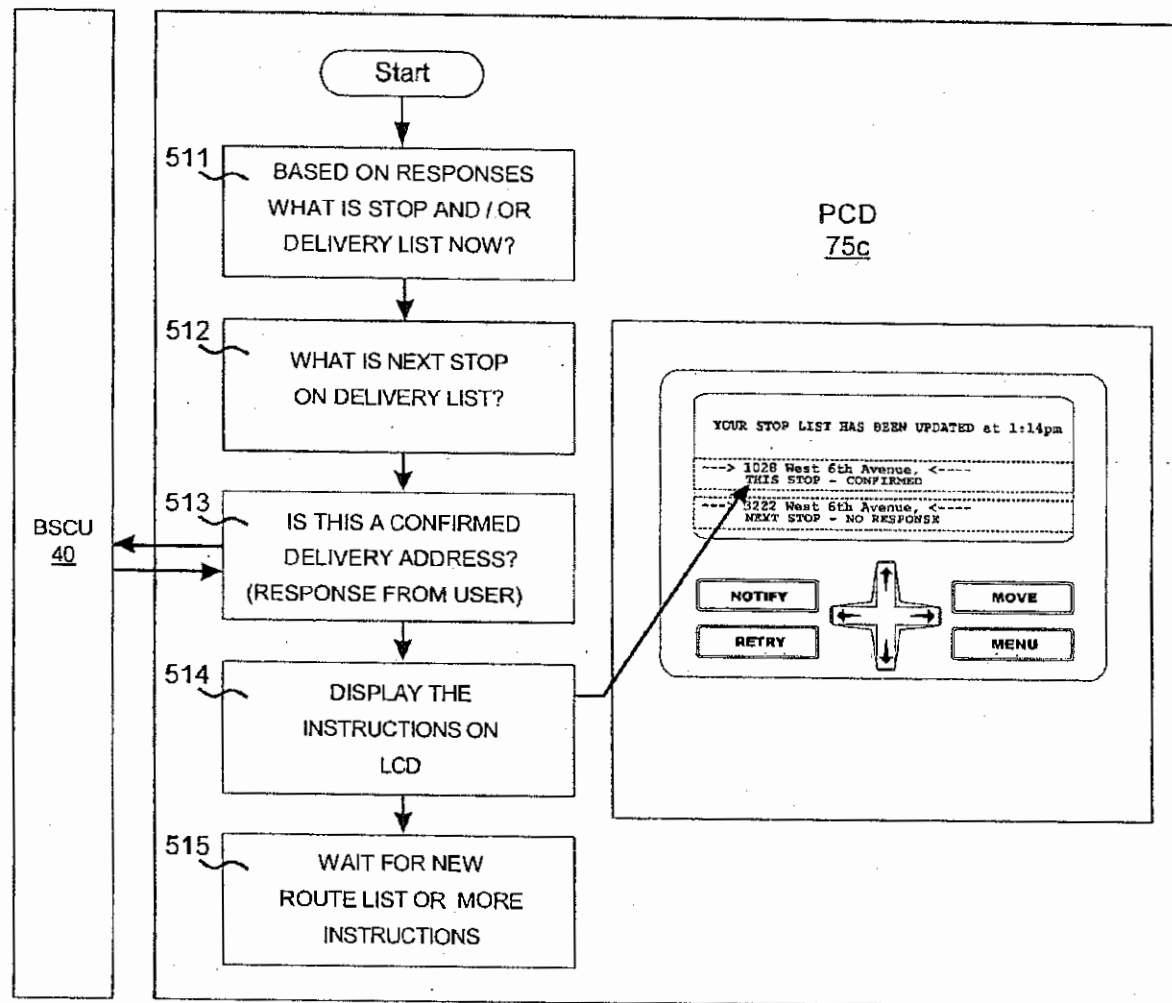 Start
511
BASED ON RESPONSES
WHAT IS STOP AND / OR
DELIVERY LIST NOW?
512
WHAT IS NEXT STOP
ON DELIVERY LIST?
513
IS THIS A CONFIRMED
DELIVERY ADDRESS?
(RESPONSE FROM USER)
514
DISPLAY THE
INSTRUCTIONS ON
LCD
515
WAIT FOR NEW
ROUTE LIST OR MORE
INSTRUCTIONS
BSCU
40
PCD
75c
YOUR STOP LIST HAS BEEN UPDATED at 1:14pm
---> 1028 West 6th Avenue, <----
THIS STOP - CONFIRMED
---> 3222 West 6th Avenue, <----
NEXT STOP - NO RESPONSE
NOTIFY
MOVE
RETRY
MENU